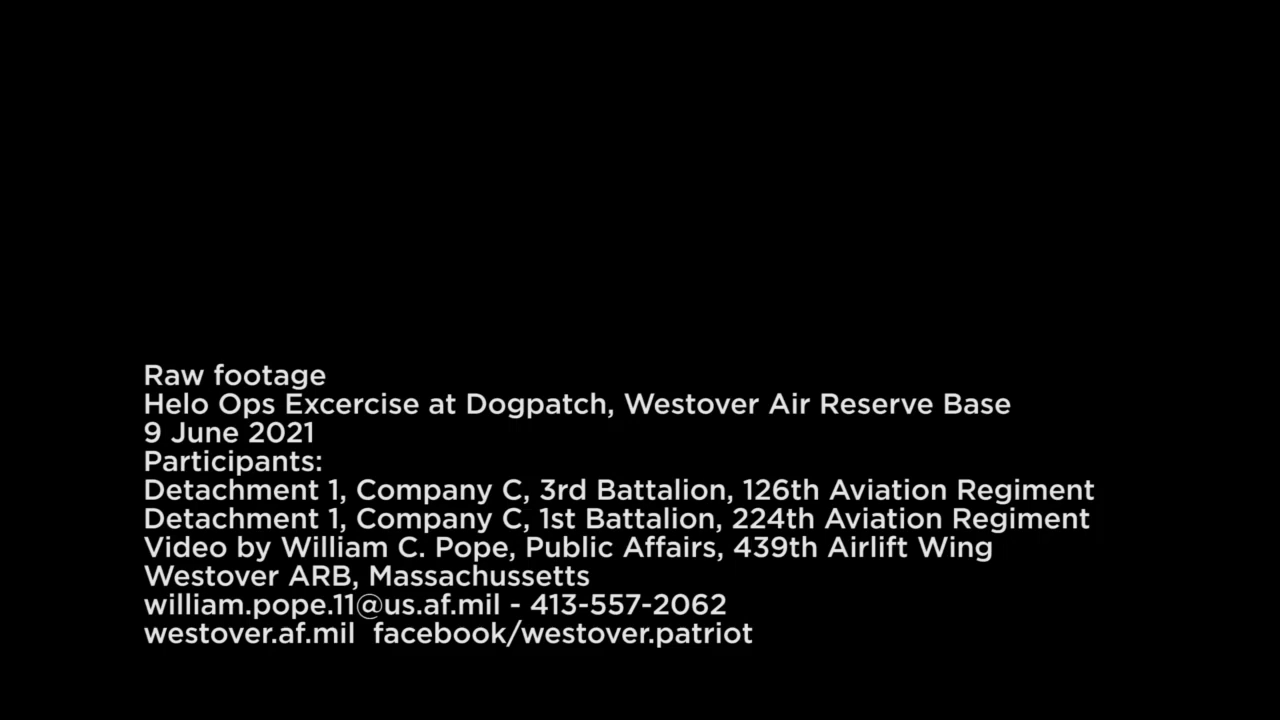 Raw footage
Helo Ops Excercise at Dogpatch, Westover Air Reserve Base
9 June 2021
Participants:
Detachment 1, Company C, 3rd Battalion, 126th Aviation Regiment
Detachment 1, Company C, 1st Battalion, 224th Aviation Regiment
Video by William C. Pope, Public Affairs, 439th Airlift Wing
Westover ARB, Massachussetts
william.pope.11@us.af.mil - 413-557-2062
westover.af.mil  facebook/westover.patriot